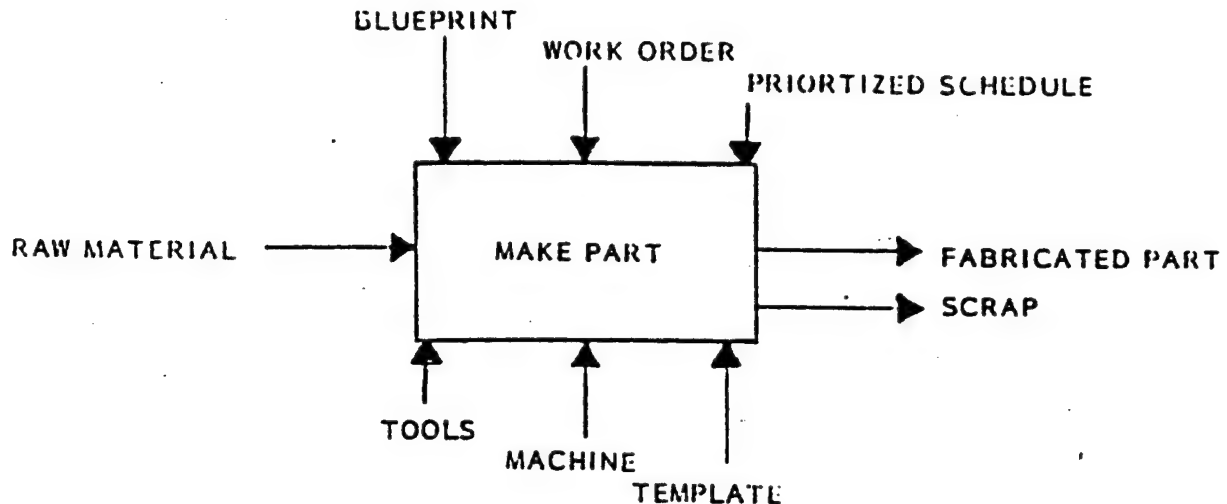 BLUEPRINT
WORK ORDER
PRIORTIZED SCHEDULE
RAW MATERIAL
MAKE PART
FABRICATED PART
SCRAP
TOOLS
MACHINE
TEMPLATE